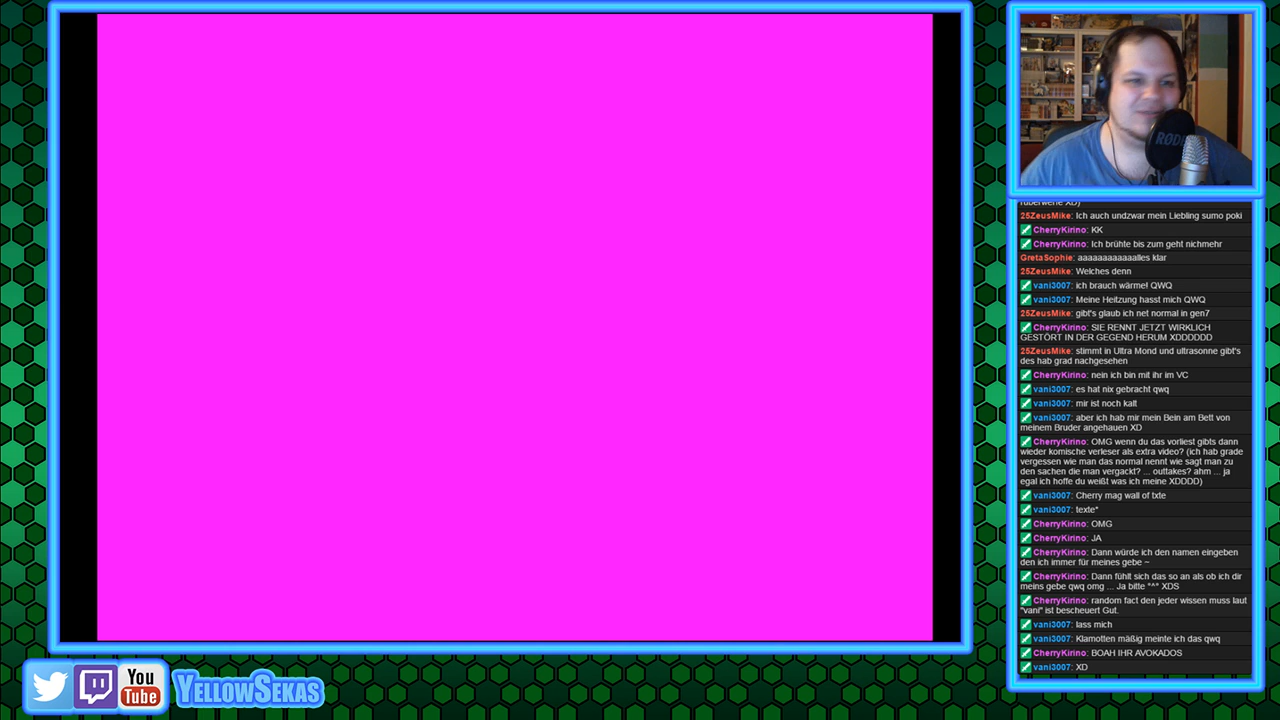 RØDE
25ZeusMike: Ich auch undzwar mein Liebling sumo poki
CherryKirino: KK
CherryKirino: Ich brühte bis zum geht nichmehr
GretaSophie: aaaaaaaaaaaalles klar
25ZeusMike: Welches denn
vani3007: ich brauch wärme! QWQ
vani3007: Meine Heitzung hasst mich QWQ
25ZeusMike: gibt's glaub ich net normal in gen7
CherryKirino: SIE RENNT JETZT WIRKLICH
GESTÖRT IN DER GEGEND HERUM XDDDDDD
25ZeusMike: stimmt in Ultra Mond und ultrasonne gibt's
des hab grad nachgesehen
CherryKirino: nein ich bin mit ihr im VC
vani3007: es hat nix gebracht qwq
vani3007: mir ist noch kalt
vani3007: aber ich hab mir mein Bein am Bett von
meinem Bruder angehauen XD
CherryKirino: OMG wenn du das vorliest gibts dann
wieder komische verleser als extra video? (ich hab grade
vergessen wie man das normal nennt wie sagt man zu
den sachen die man vergackt? ... outtakes? ahm ... ja
egal ich hoffe du weißt was ich meine XDDDD)
vani3007: Cherry mag wall of txte
vani3007: texte*
CherryKirino: OMG
CherryKirino: JA
CherryKirino: Dann würde ich den namen eingeben
den ich immer für meines gebe ~
CherryKirino: Dann fühlt sich das so an als ob ich dir
meins gebe qwq omg ... Ja bitte °^° XDS
CherryKirino: random fact den jeder wissen muss laut
"vani" ist bescheuert Gut.
vani3007: lass mich
vani3007: Klamotten mäßig meinte ich das qwq
CherryKirino: BOAH IHR AVOKADOS
vani3007: XD
You
Tube
YELLOWSEKAS